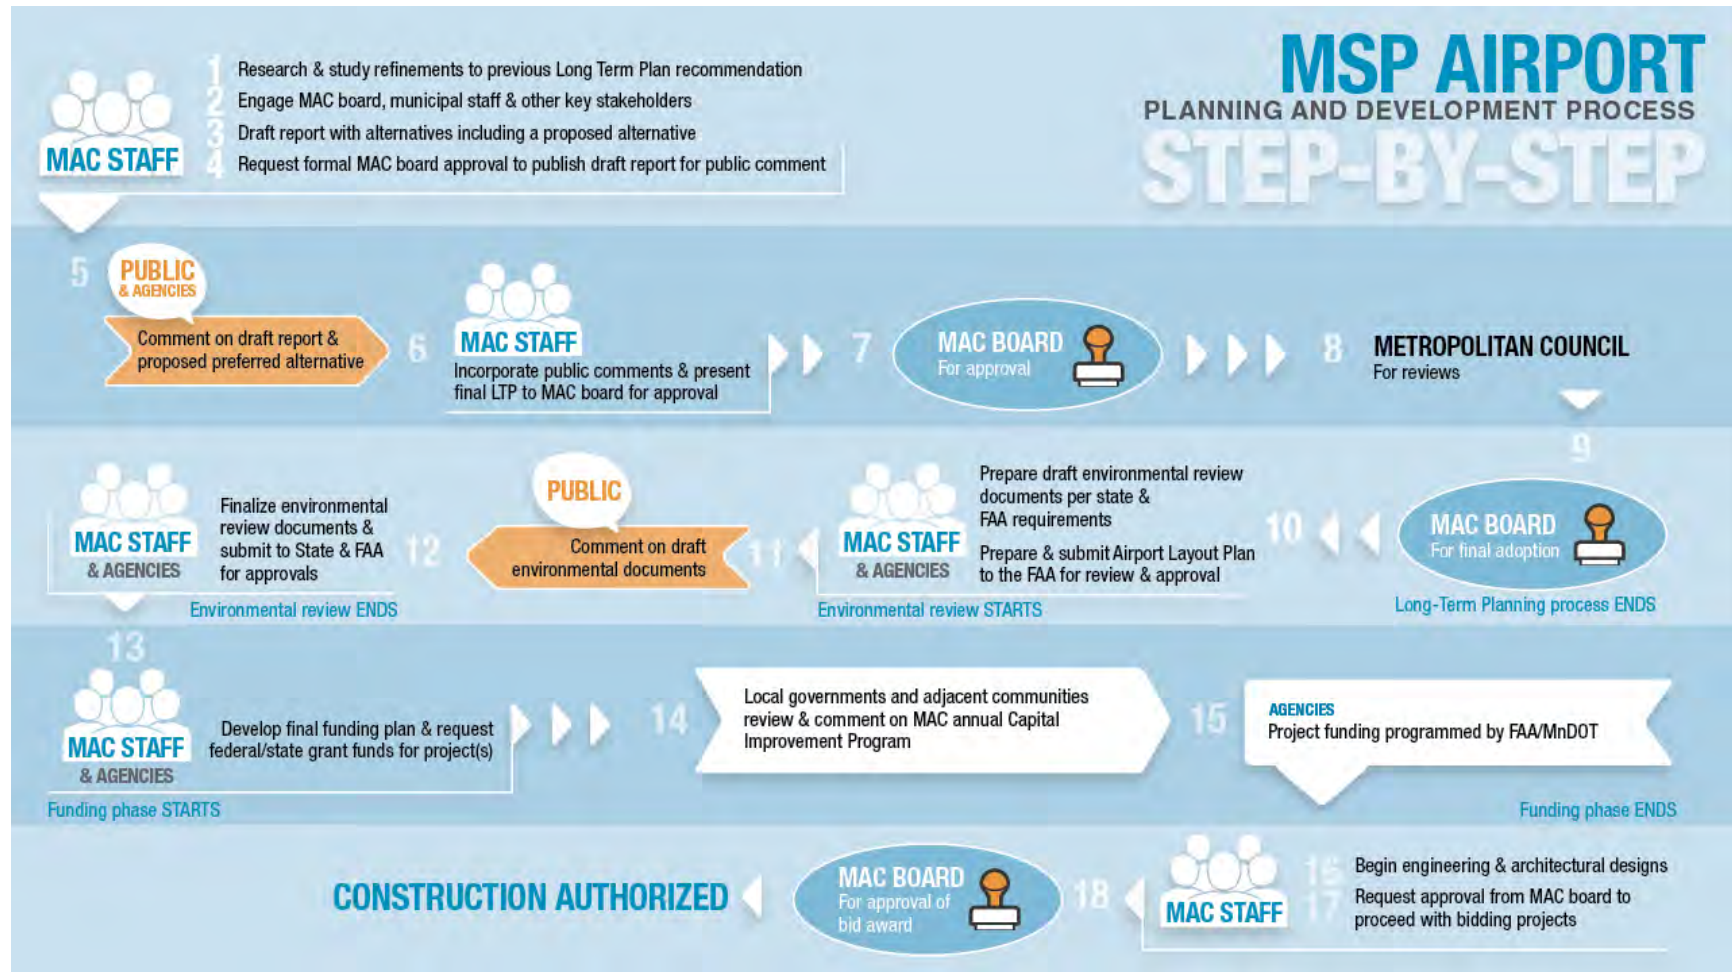 MSP AIRPORT
PLANNING AND DEVELOPMENT PROCESS
STEP-BY-STEP
MAC STAFF
1 Research & study refinements to previous Long Term Plan recommendation
2 Engage MAC board, municipal staff & other key stakeholders
3 Draft report with alternatives including a proposed alternative
4 Request formal MAC board approval to publish draft report for public comment
5
PUBLIC
& AGENCIES
Comment on draft report &
proposed preferred alternative
6
MAC STAFF
Incorporate public comments & present
final LTP to MAC board for approval
7
MAC BOARD
For approval
8
METROPOLITAN COUNCIL
For reviews
9
MAC BOARD
For final adoption
Long-Term Planning process ENDS
10
Prepare draft environmental review
documents per state &
FAA requirements
Prepare & submit Airport Layout Plan
to the FAA for review & approval
MAC STAFF
& AGENCIES
Environmental review STARTS
11
PUBLIC
Comment on draft
environmental documents
12
Finalize environmental
review documents &
submit to State & FAA
for approvals
MAC STAFF
& AGENCIES
Environmental review ENDS
13
MAC STAFF
& AGENCIES
Develop final funding plan & request
federal/state grant funds for project(s)
Funding phase STARTS
14
Local governments and adjacent communities
review & comment on MAC annual Capital
Improvement Program
15
AGENCIES
Project funding programmed by FAA/MnDOT
Funding phase ENDS
MAC STAFF
16 Begin engineering & architectural designs
17 Request approval from MAC board to
proceed with bidding projects
18
MAC BOARD
For approval of
bid award
CONSTRUCTION AUTHORIZED